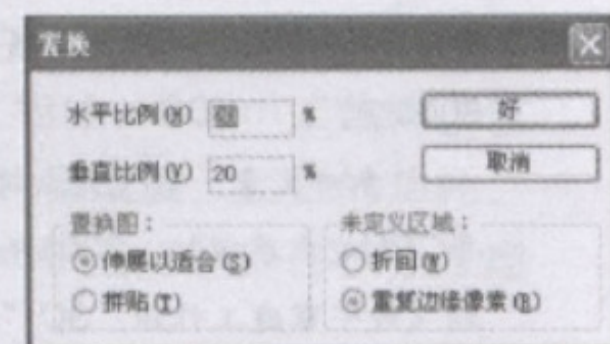 置换
水平比例(H) %
好
垂直比例(V) 20 %
取消
置换图：
未定义区域：
伸展以适合(S)
折回(W)
拼贴(T)
重复边缘像素(R)